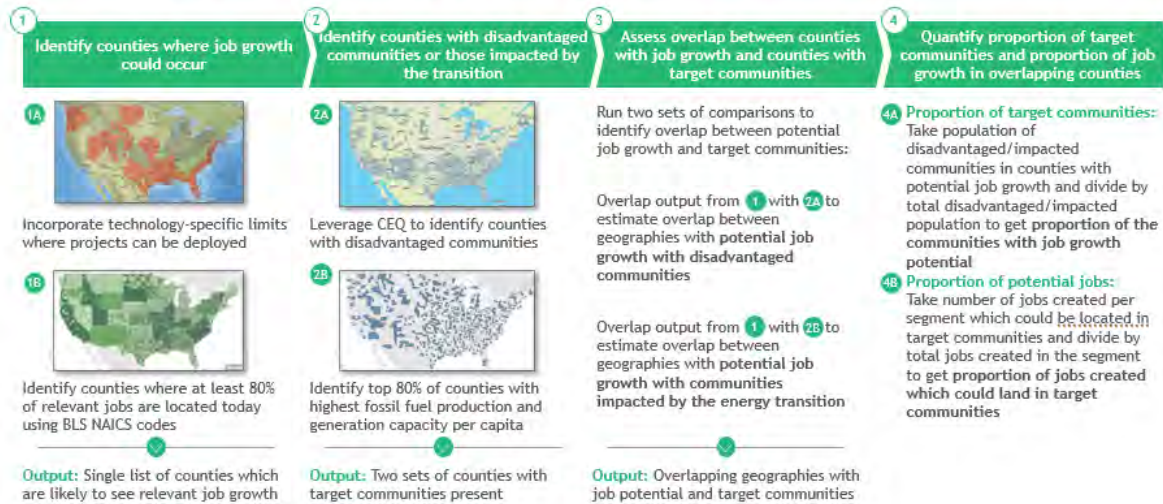 1
Identify counties where job growth
could occur
1A
Incorporate technology-specific limits
where projects can be deployed
1B
Identify counties where at least 80%
of relevant jobs are located today
using BLS NAICS codes
Output: Single list of counties which
are likely to see relevant job growth
2
Identify counties with disadvantaged
communities or those impacted by
the transition
2A
Leverage CEQ to identify counties
with disadvantaged communities
2B
Identify top 80% of counties with
highest fossil fuel production and
generation capacity per capita
Output: Two sets of counties with
target communities present
3
Assess overlap between counties
with job growth and counties with
target communities
Run two sets of comparisons to
identify overlap between potential
job growth and target communities:
Overlap output from 1 with 2A to
estimate overlap between
geographies with potential job
growth with disadvantaged
communities
Overlap output from 1 with 2B to
estimate overlap between
geographies with potential job
growth with communities
impacted by the energy transition
Output: Overlapping geographies with
job potential and target communities
4
Quantify proportion of target
communities and proportion of job
growth in overlapping counties
4A Proportion of target communities:
Take population of
disadvantaged/impacted
communities in counties with
potential job growth and divide by
total disadvantaged/impacted
population to get proportion of the
communities with job growth
potential
4B Proportion of potential jobs:
Take number of jobs created per
segment which could be located in
target communities and divide by
total jobs created in the segment
to get proportion of jobs created
which could land in target
communities